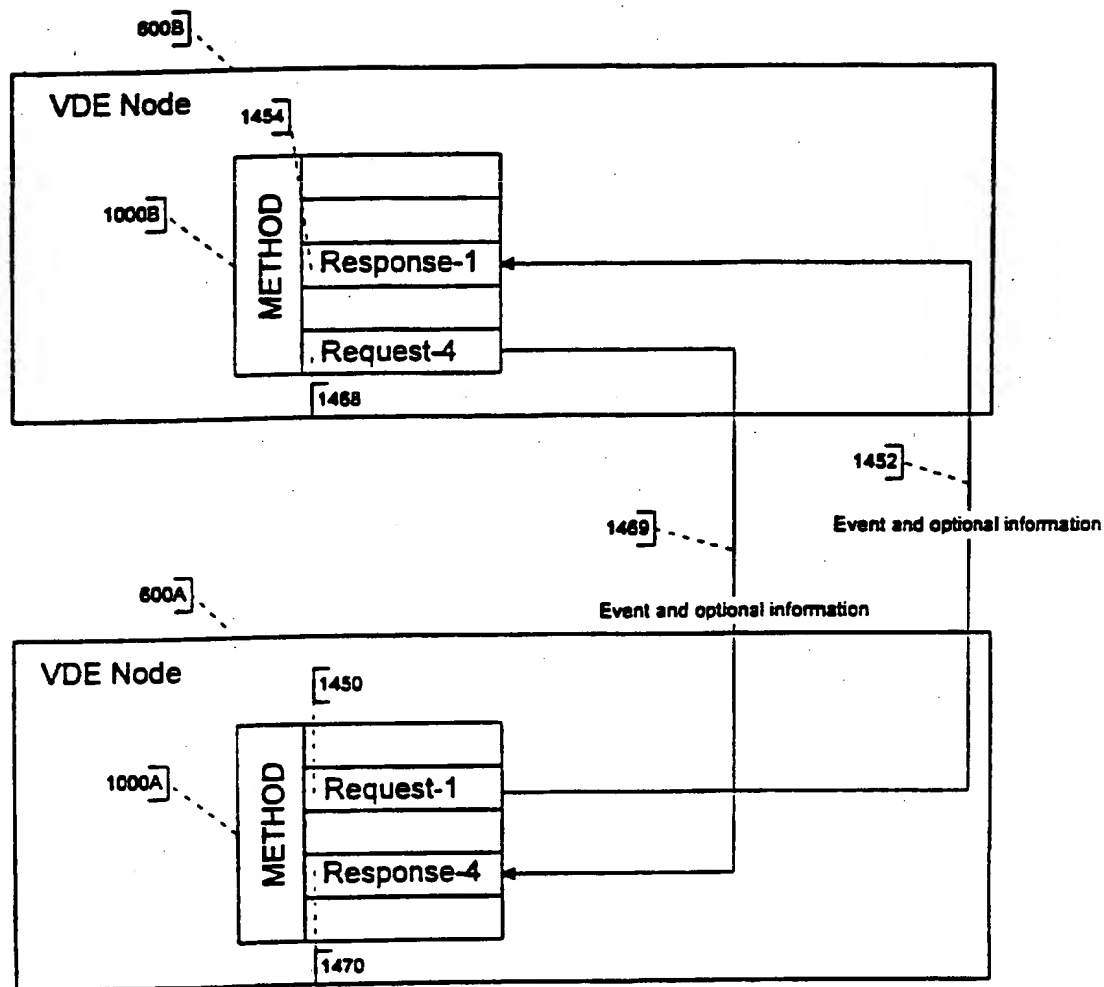 600B
VDE Node
1454
1000B
METHOD
Response-1
Request-4
1468
1452
Event and optional information
1469
600A
Event and optional information
VDE Node
1450
1000A
METHOD
Request-1
Response-4
1470